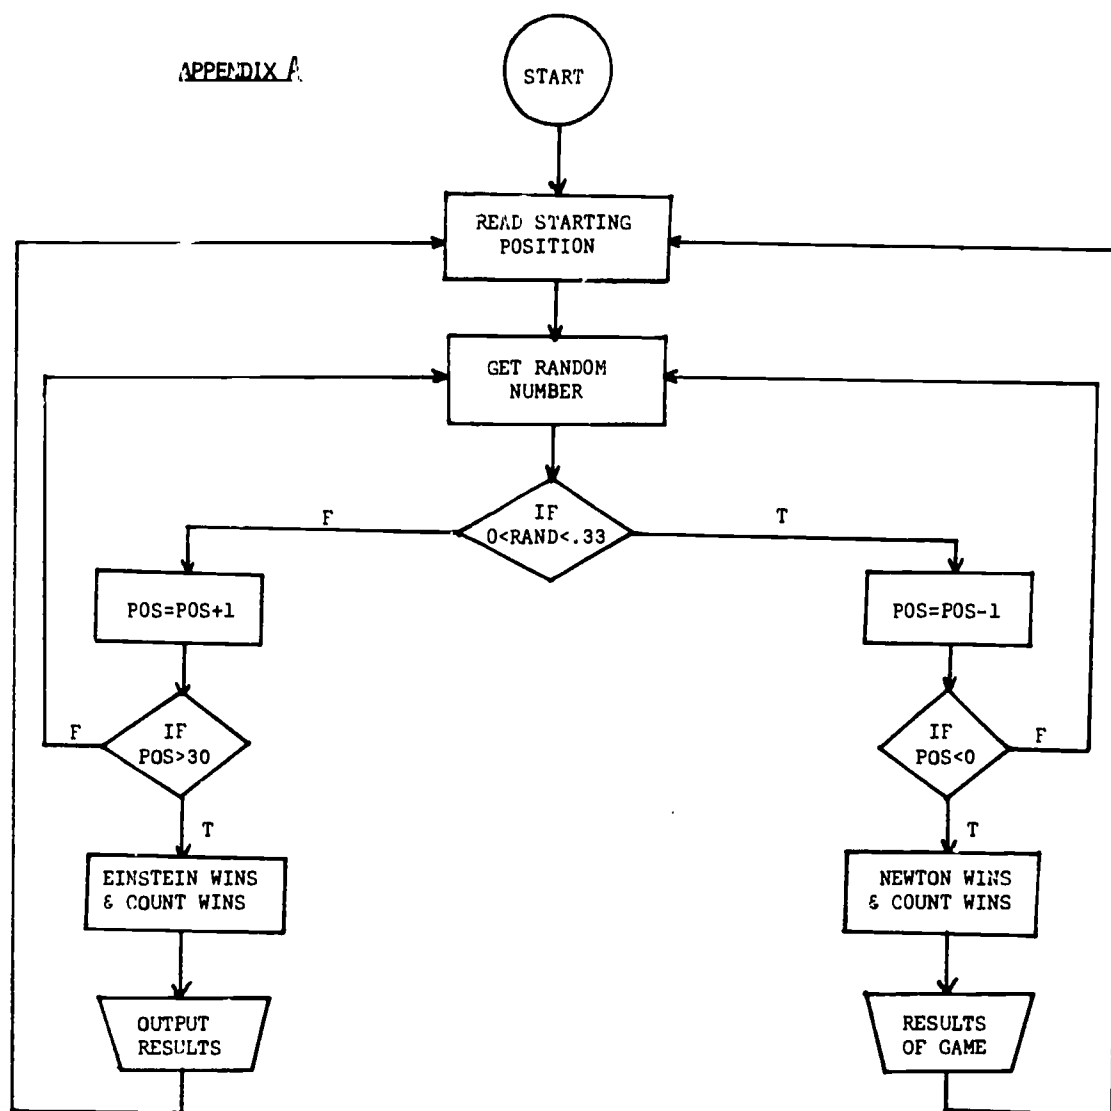 APPENDIX A
START
READ STARTING
POSITION
GET RANDOM
NUMBER
IF
0<RAND<.33
F
T
POS=POS+1
POS=POS-1
IF
POS>30
F
IF
POS<0
F
T
T
EINSTEIN WINS
& COUNT WINS
NEWTON WINS
& COUNT WINS
OUTPUT
RESULTS
RESULTS
OF GAME